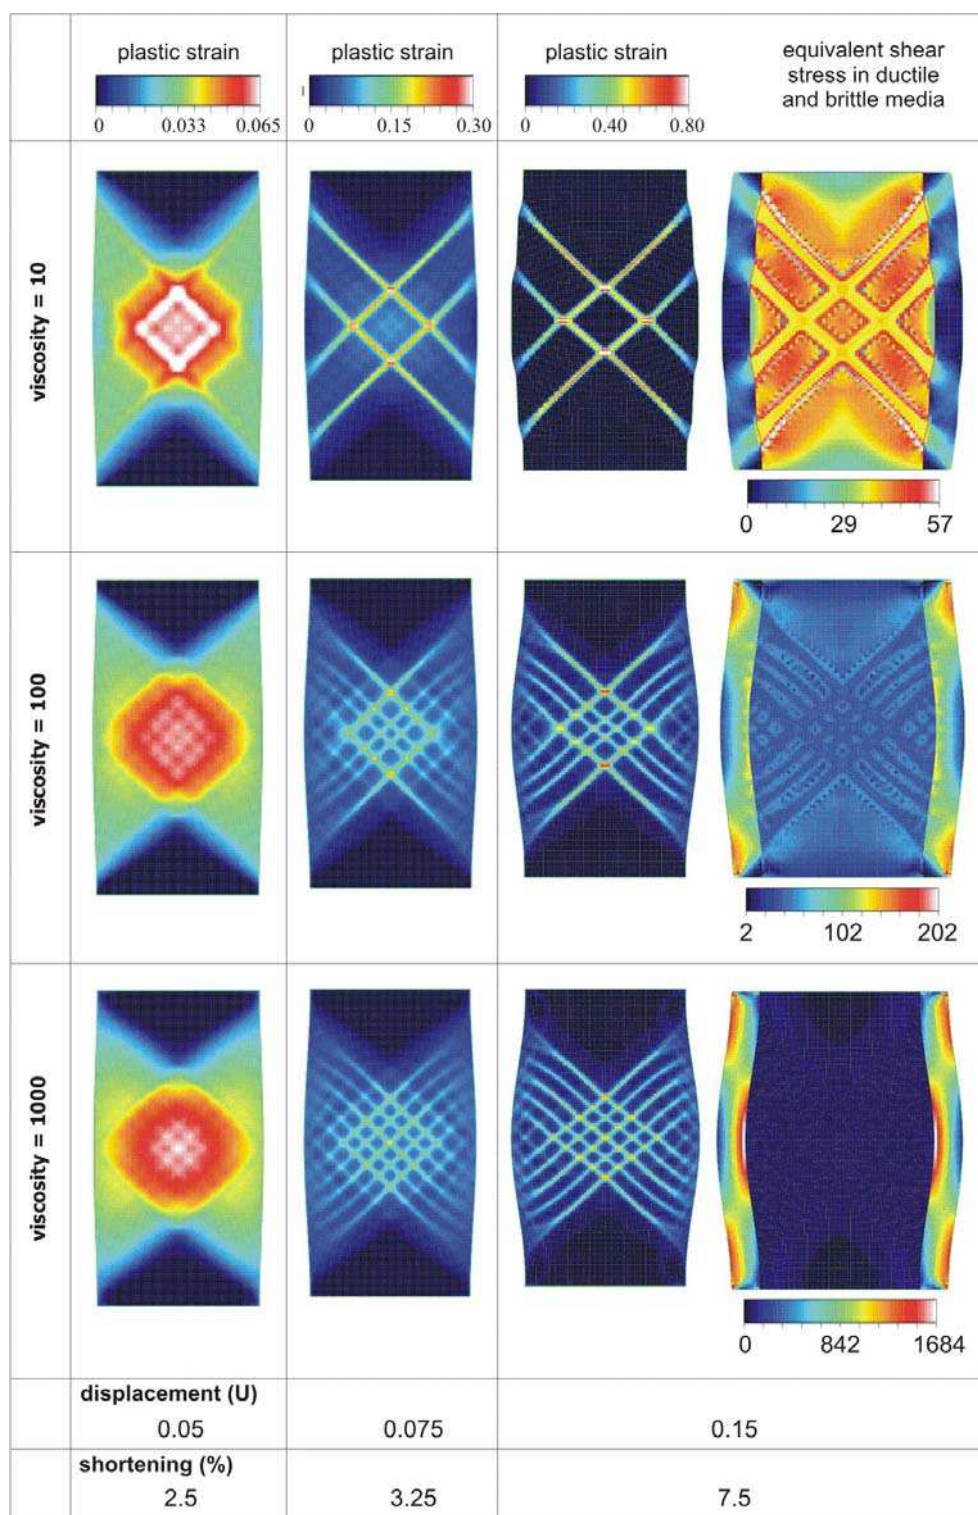 plastic strain
0 0.033 0.065
plastic strain
0 0.15 0.30
plastic strain
0 0.40 0.80
equivalent shear
stress in ductile
and brittle media
viscosity = 10
0 29 57
viscosity = 100
2 102 202
viscosity = 1000
0 842 1684
displacement (U)
0.05 0.075 0.15
shortening (%)
2.5 3.25 7.5